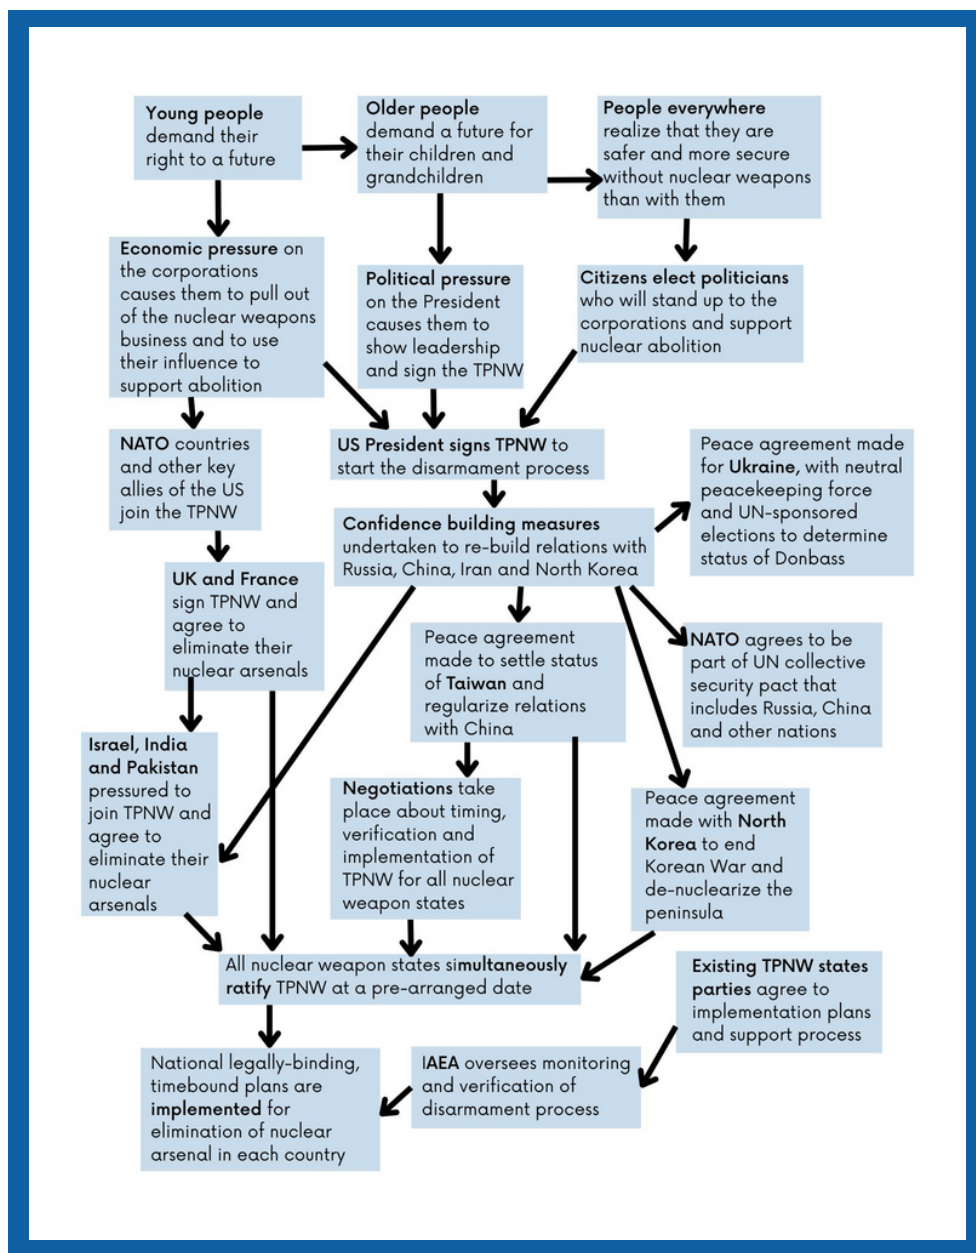 Young people
demand their
right to a future
Older people
demand a future for
their children and
grandchildren
People everywhere
realize that they are
safer and more secure
without nuclear weapons
than with them
Economic pressure on
the corporations
causes them to pull out
of the nuclear weapons
business and to use
their influence to
support abolition
Political pressure
on the President
causes them to
show leadership
and sign the TPNW
Citizens elect politicians
who will stand up to the
corporations and support
nuclear abolition
NATO countries
and other key
allies of the US
join the TPNW
US President signs TPNW to
start the disarmament process
Peace agreement made
for Ukraine, with neutral
peacekeeping force
and UN-sponsored
elections to determine
status of Donbass
Confidence building measures
undertaken to re-build relations with
Russia, China, Iran and North Korea
UK and France
sign TPNW and
agree to
eliminate their
nuclear arsenals
Peace agreement
made to settle status
of Taiwan and
regularize relations
with China
NATO agrees to be
part of UN collective
security pact that
includes Russia, China
and other nations
Israel, India
and Pakistan
pressured to
join TPNW and
agree to
eliminate their
nuclear
arsenals
Negotiations take
place about timing,
verification and
implementation of
TPNW for all nuclear
weapon states
Peace agreement
made with North
Korea to end
Korean War and
de-nuclearize the
peninsula
All nuclear weapon states simultaneously
ratify TPNW at a pre-arranged date
Existing TPNW states
parties agree to
implementation plans
and support process
National legally-binding,
timebound plans are
implemented for
elimination of nuclear
arsenal in each country
IAEA oversees monitoring
and verification of
disarmament process